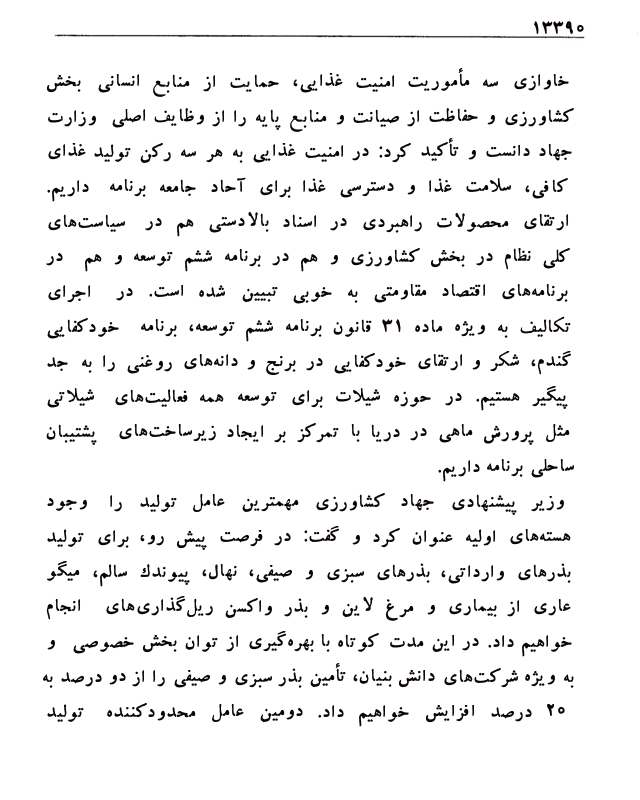 ۱۳۳۹۰
خاوازی سه مأموریت امنیت غذایی، حمایت از منابع انسانی بخش
کشاورزی و حفاظت از صیانت و منابع پایه را از وظایف اصلی وزارت
جهاد دانست و تأکید کرد: در امنیت غذایی به هر سه رکن تولید غذای
کافی، سلامت غذا و دسترسی غذا برای آحاد جامعه برنامه داریم.
ارتقای محصولات راهبردی در اسناد بالادستی هم در سیاست‌های
کلی نظام در بخش کشاورزی و هم در برنامه ششم توسعه و هم در
برنامه‌های اقتصاد مقاومتی به خوبی تبیین شده است. در اجرای
تکالیف به ویژه ماده ۳۱ قانون برنامه ششم توسعه، برنامه خودکفایی
گندم، شکر و ارتقای خودکفایی در برنج و دانه‌های روغنی را به جد
پیگیر هستیم. در حوزه شیلات برای توسعه همه فعالیت‌های شیلاتی
مثل پرورش ماهی در دریا با تمرکز بر ایجاد زیرساخت‌های پشتیبان
ساحلی برنامه داریم.
وزیر پیشنهادی جهاد کشاورزی مهمترین عامل تولید را وجود
هسته‌های اولیه عنوان کرد و گفت: در فرصت پیش رو، برای تولید
بذرهای وارداتی، بذرهای سبزی و صیفی، نهال، پیوندك سالم، میگو
عاری از بیماری و مرغ لاین و بذر واکسن ریل‌گذاری‌های انجام
خواهیم داد. در این مدت کوتاه با بهره‌گیری از توان بخش خصوصی و
به ویژه شرکت‌های دانش بنیان، تأمین بذر سبزی و صیفی را از دو درصد به
۲۰ درصد افزایش خواهیم داد. دومین عامل محدودکننده تولید